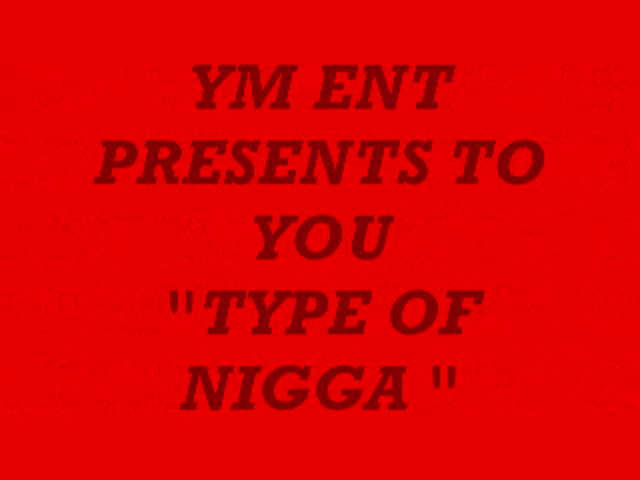 YM ENT
PRESENTS TO
YOU
"TYPE OF
NIGGA "